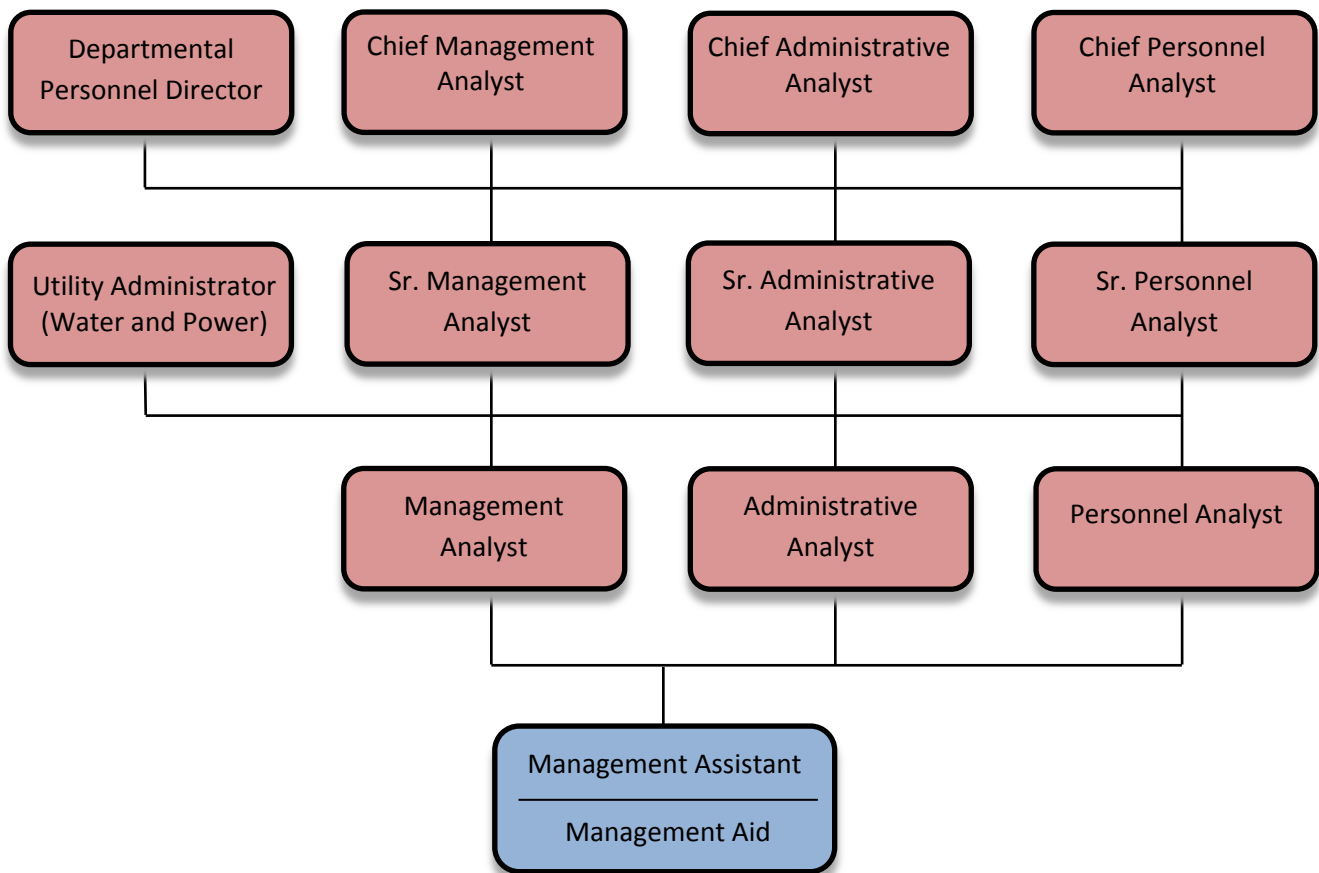 Departmental
Personnel Director
Chief Management
Analyst
Chief Administrative
Analyst
Chief Personnel
Analyst
Utility Administrator
(Water and Power)
Sr. Management
Analyst
Sr. Administrative
Analyst
Sr. Personnel
Analyst
Management
Analyst
Administrative
Analyst
Personnel Analyst
Management Assistant
Management Aid